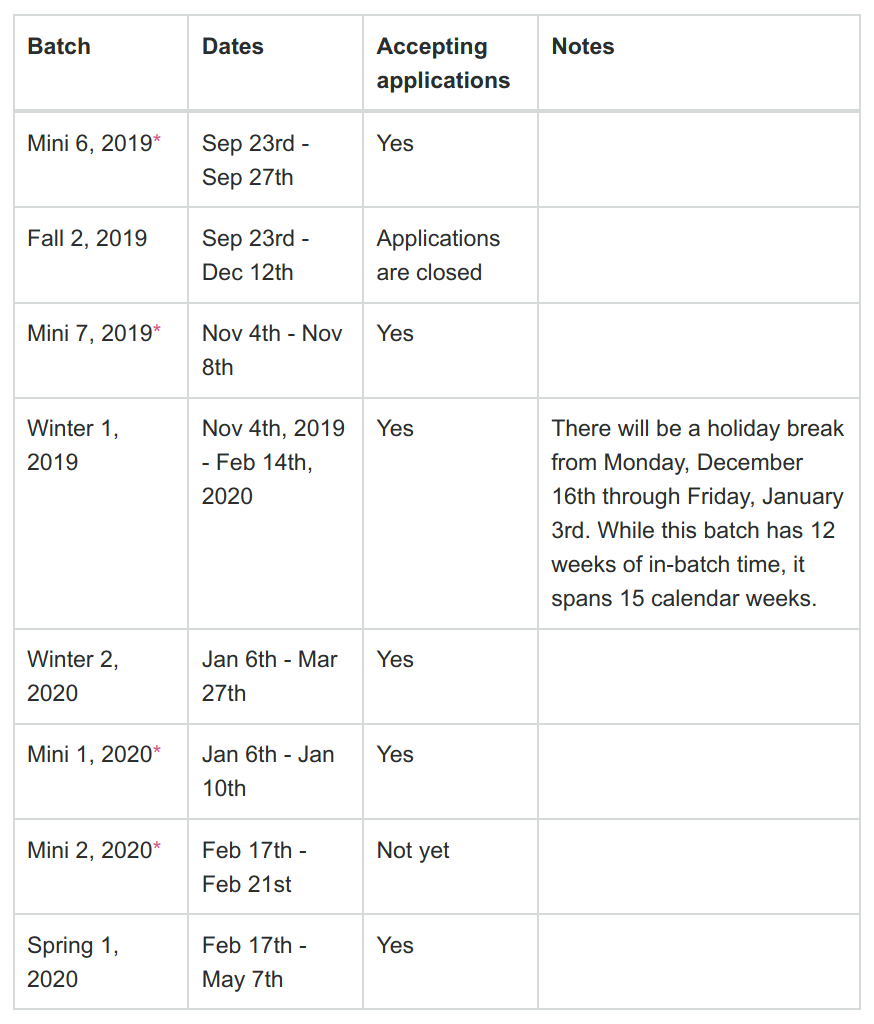 Batch Dates Accepting applications Notes
Mini 6, 2019* Sep 23rd - Sep 27th Yes
Fall 2, 2019 Sep 23rd - Dec 12th Applications are closed
Mini 7, 2019* Nov 4th - Nov 8th Yes
Winter 1, 2019 Nov 4th, 2019 - Feb 14th, 2020 Yes There will be a holiday break
from Monday, December
16th through Friday, January
3rd. While this batch has 12
weeks of in-batch time, it
spans 15 calendar weeks.
Winter 2, 2020 Jan 6th - Mar 27th Yes
Mini 1, 2020* Jan 6th - Jan 10th Yes
Mini 2, 2020* Feb 17th - Feb 21st Not yet
Spring 1, 2020 Feb 17th - May 7th Yes